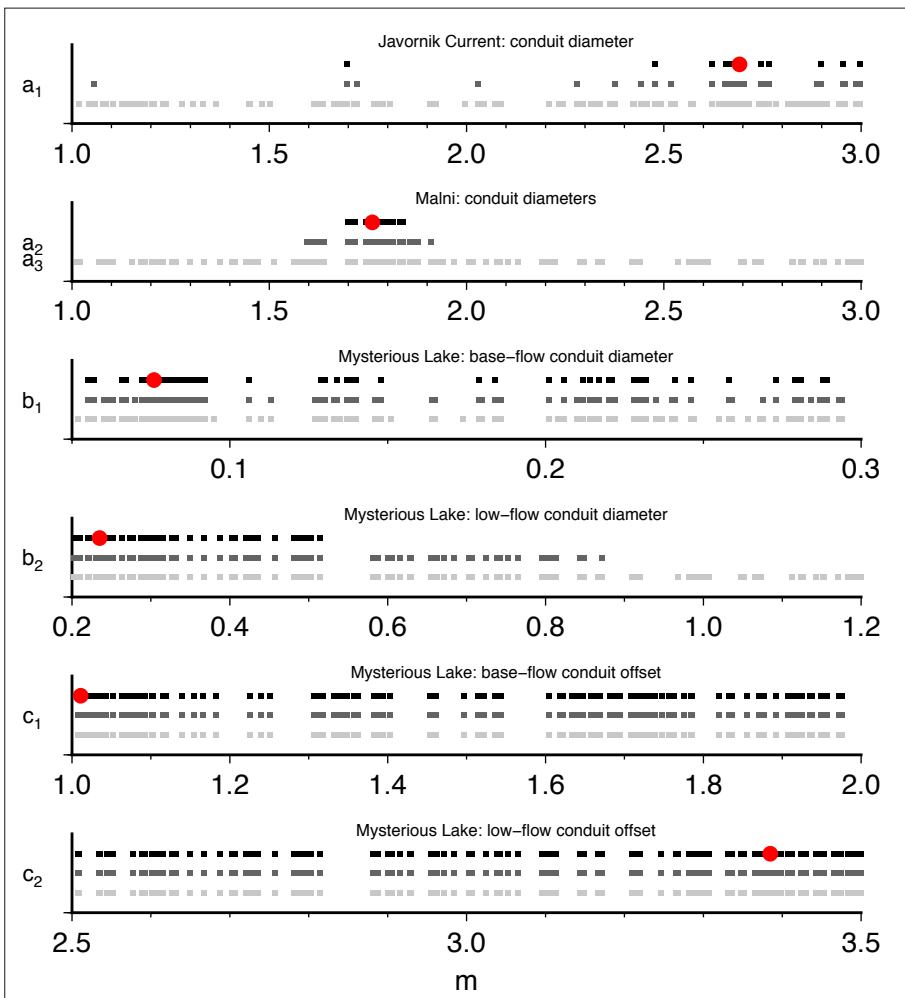 Javornik Current: conduit diameter
a1
1.0 1.5 2.0 2.5 3.0
Malni: conduit diameters
a2
a3
1.0 1.5 2.0 2.5 3.0
Mysterious Lake: base−flow conduit diameter
b1
0.1 0.2 0.3
Mysterious Lake: low−flow conduit diameter
b2
0.2 0.4 0.6 0.8 1.0 1.2
Mysterious Lake: base−flow conduit offset
c1
1.0 1.2 1.4 1.6 1.8 2.0
Mysterious Lake: low−flow conduit offset
c2
2.5 3.0 3.5
m